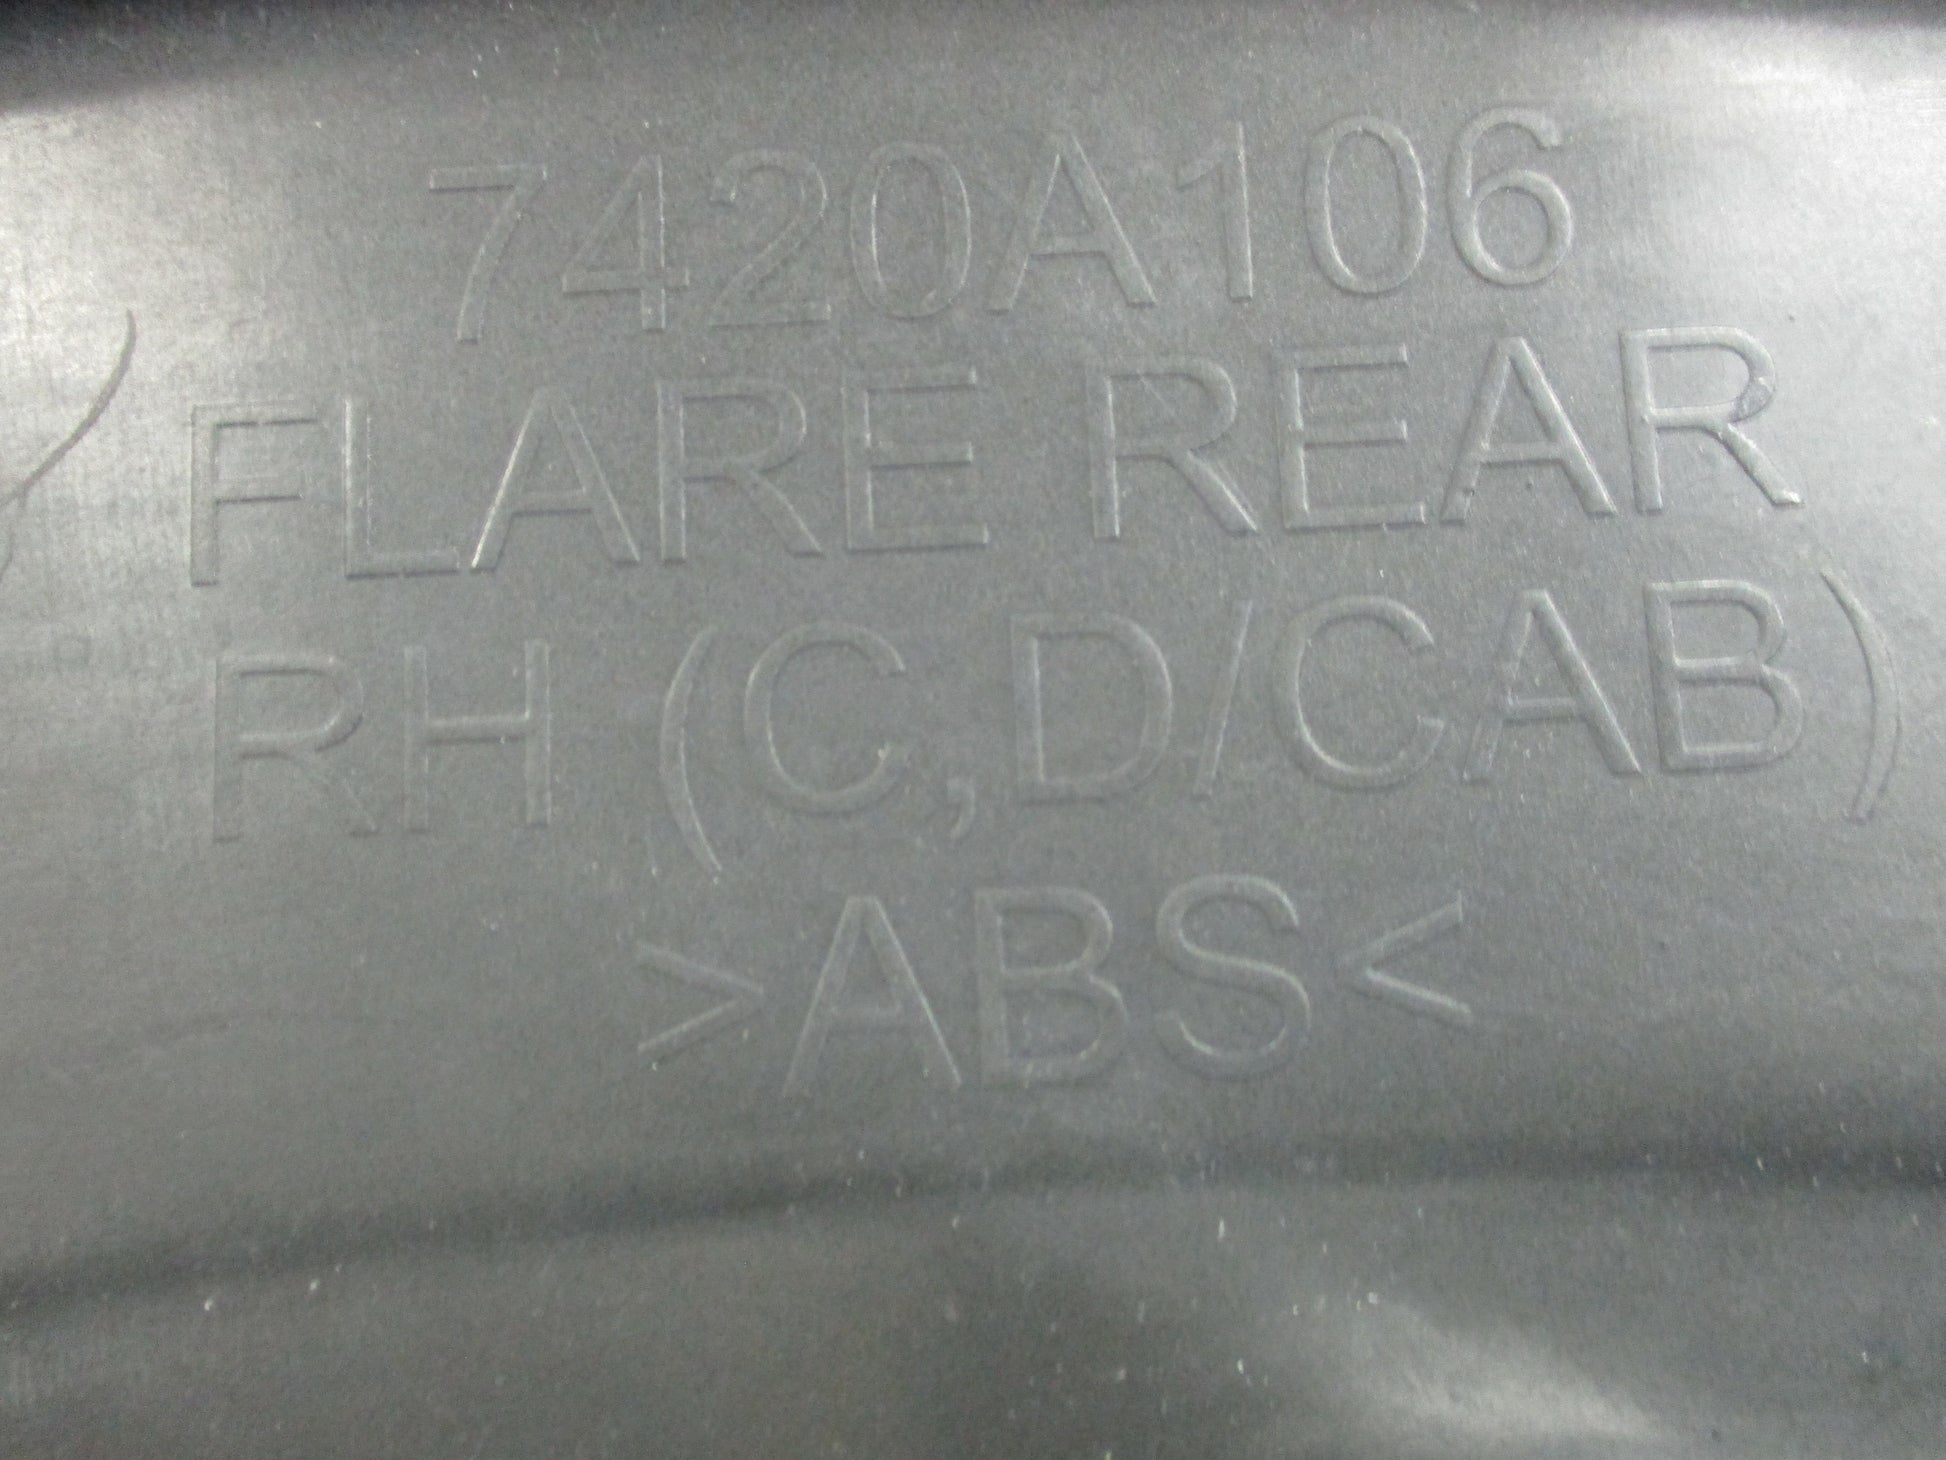 7420A106
FLARE REAR
RH (C,D/CAB)
>ABS<